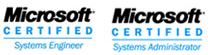 Microsoft®
CERTIFIED
Systems Engineer
Microsoft®
CERTIFIED
Systems Administrator